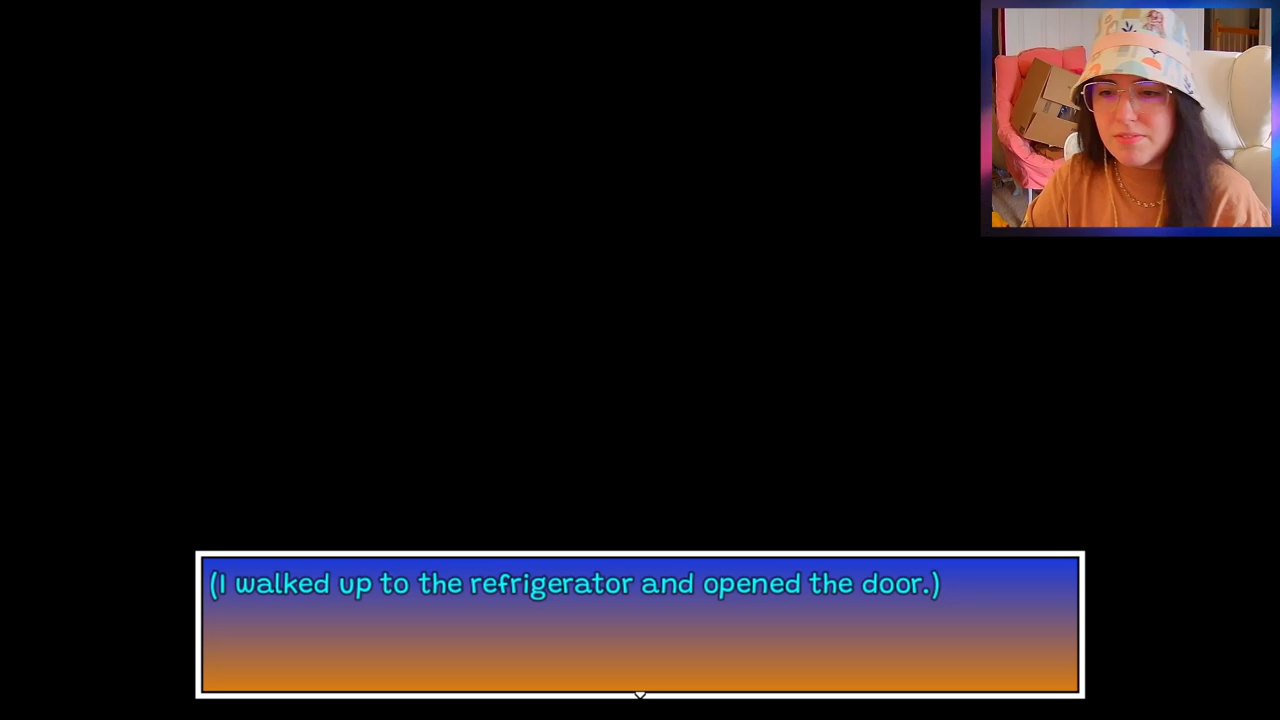 (I walked up to the refrigerator and opened the door.)